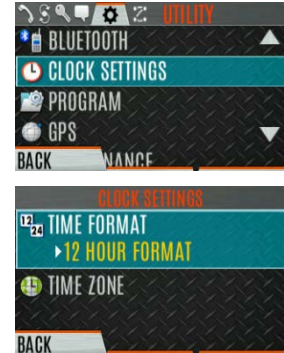 UTILITY
BLUETOOTH
CLOCK SETTINGS
PROGRAM
GPS
BACK NANCE
CLOCK SETTINGS
12 24 TIME FORMAT
12 HOUR FORMAT
TIME ZONE
BACK